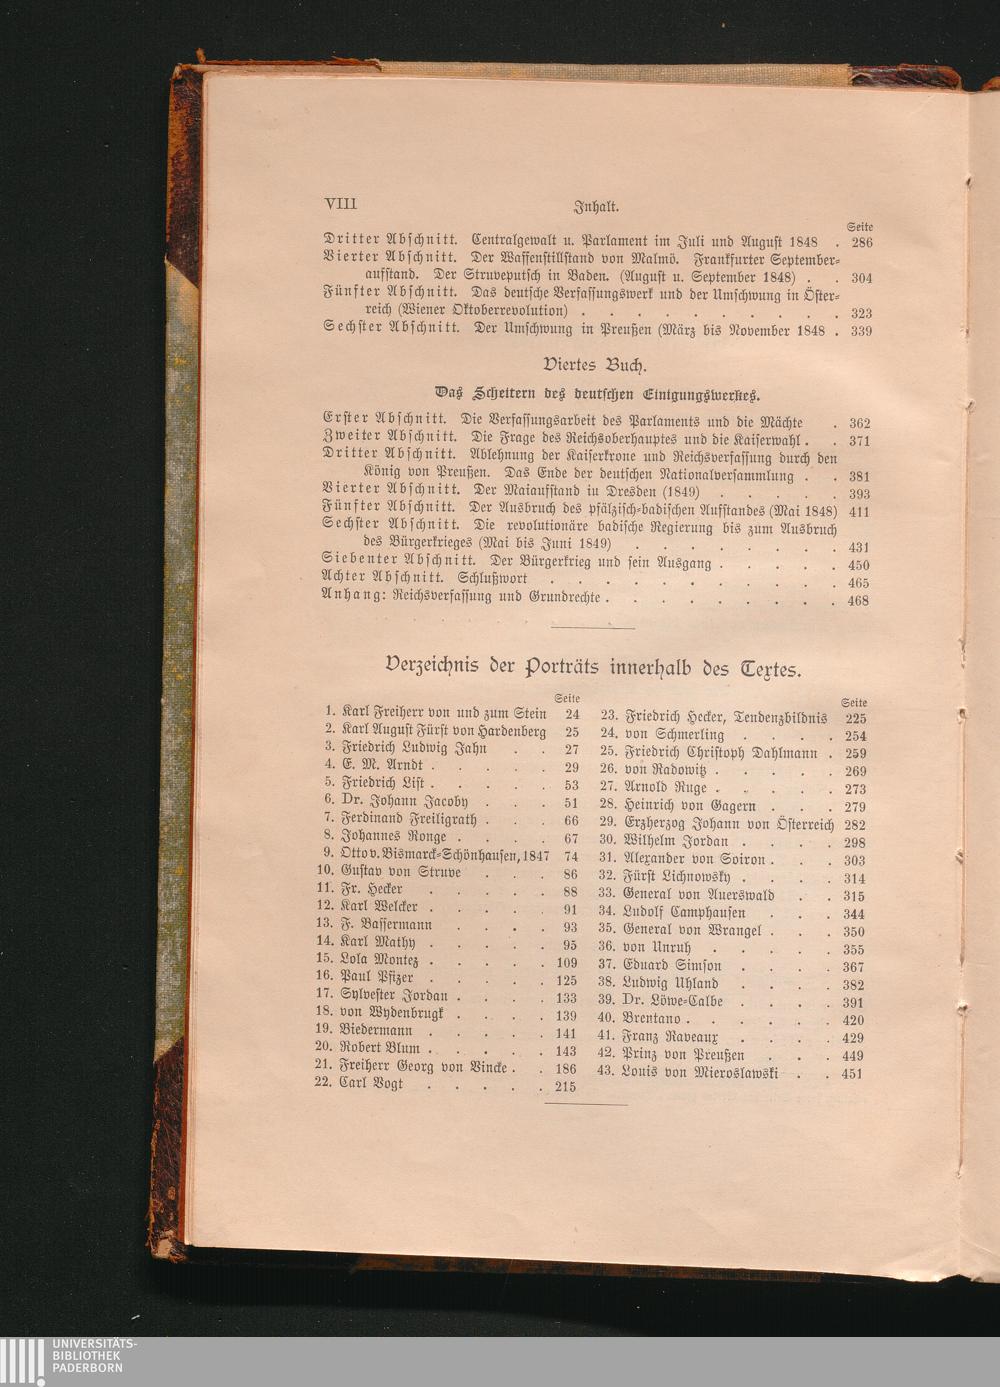 VIII
Inhalt.
Seite
Dritter Abschnitt. Centralgewalt u. Parlament im Juli und August 1848 . 286
Vierter Abschnitt. Der Waffenstillstand von Malmö. Frankfurter September-
aufstand. Der Struveputsch in Baden. (August u. September 1848) . . 304
Fünfter Abschnitt. Das deutsche Verfassungswerk und der Umschwung in Öster-
reich (Wiener Oktoberrevolution) . . . . . . . . . . 323
Sechster Abschnitt. Der Umschwung in Preußen (März bis November 1848 . 339
Viertes Buch.
Das Scheitern des deutschen Einigungswerkes.
Erster Abschnitt. Die Verfassungsarbeit des Parlaments und die Mächte . 362
Zweiter Abschnitt. Die Frage des Reichsoberhauptes und die Kaiserwahl . . 371
Dritter Abschnitt. Ablehnung der Kaiserkrone und Reichsverfassung durch den
König von Preußen. Das Ende der deutschen Nationalversammlung . . 381
Vierter Abschnitt. Der Maiaufstand in Dresden (1849) . . . . . 393
Fünfter Abschnitt. Der Ausbruch des pfälzisch-badischen Aufstandes (Mai 1848) 411
Sechster Abschnitt. Die revolutionäre badische Regierung bis zum Ausbruch
des Bürgerkrieges (Mai bis Juni 1849) . . . . . . . . 431
Siebenter Abschnitt. Der Bürgerkrieg und sein Ausgang . . . . . 450
Achter Abschnitt. Schlußwort . . . . . . . . . . . 465
Anhang: Reichsverfassung und Grundrechte . . . . . . . . . 468
Verzeichnis der Porträts innerhalb des Textes.
Seite
1. Karl Freiherr von und zum Stein 24
2. Karl August Fürst von Hardenberg 25
3. Friedrich Ludwig Jahn . . 27
4. E. M. Arndt . . . . . 29
5. Friedrich List . . . . . 53
6. Dr. Johann Jacoby . . . 51
7. Ferdinand Freiligrath . . . 66
8. Johannes Ronge . . . . 67
9. Otto v. Bismarck-Schönhausen, 1847 74
10. Gustav von Struve . . . 86
11. Fr. Hecker . . . . . 88
12. Karl Welcker . . . . . 91
13. F. Bassermann . . . . 93
14. Karl Mathy . . . . . 95
15. Lola Montez . . . . . 109
16. Paul Pfizer . . . . . 125
17. Sylvester Jordan . . . . 133
18. von Wydenbrugk . . . . 139
19. Biedermann . . . . . 141
20. Robert Blum . . . . . 143
21. Freiherr Georg von Vincke . . 186
22. Carl Vogt . . . . . 215
Seite
23. Friedrich Hecker, Tendenzbildnis 225
24. von Schmerling . . . . 254
25. Friedrich Christoph Dahlmann . 259
26. von Radowitz . . . . . 269
27. Arnold Ruge . . . . . 273
28. Heinrich von Gagern . . . 279
29. Erzherzog Johann von Österreich 282
30. Wilhelm Jordan . . . . 298
31. Alexander von Soiron . . . 303
32. Fürst Lichnowsky . . . . 314
33. General von Auerswald . . 315
34. Ludolf Camphausen . . . 344
35. General von Wrangel . . . 350
36. von Unruh . . . . . 355
37. Eduard Simson . . . . 367
38. Ludwig Uhland . . . . 382
39. Dr. Löwe-Calbe . . . . 391
40. Brentano . . . . . . 420
41. Franz Raveaux . . . . 429
42. Prinz von Preußen . . . 449
43. Louis von Mieroslawski . . 451
UNIVERSITÄTS-
BIBLIOTHEK
PADERBORN